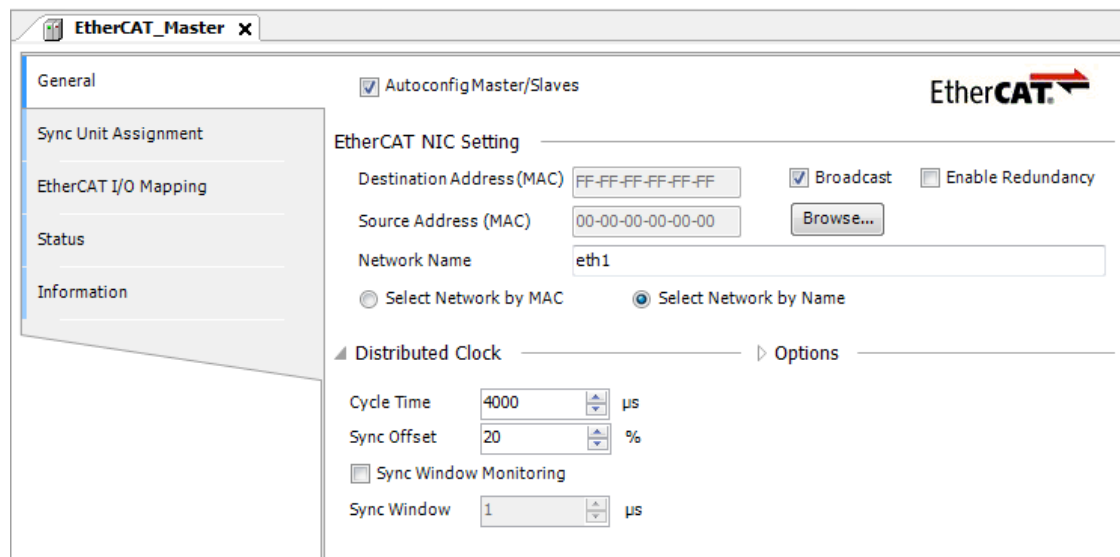 EtherCAT_Master X
General
Autoconfig Master/Slaves
EtherCAT.
Sync Unit Assignment
EtherCAT NIC Setting
Destination Address (MAC) FF-FF-FF-FF-FF-FF Broadcast Enable Redundancy
EtherCAT I/O Mapping
Source Address (MAC) 00-00-00-00-00-00 Browse...
Status
Network Name eth1
Information
Select Network by MAC Select Network by Name
Distributed Clock Options
Cycle Time 4000 µs
Sync Offset 20 %
Sync Window Monitoring
Sync Window 1 µs